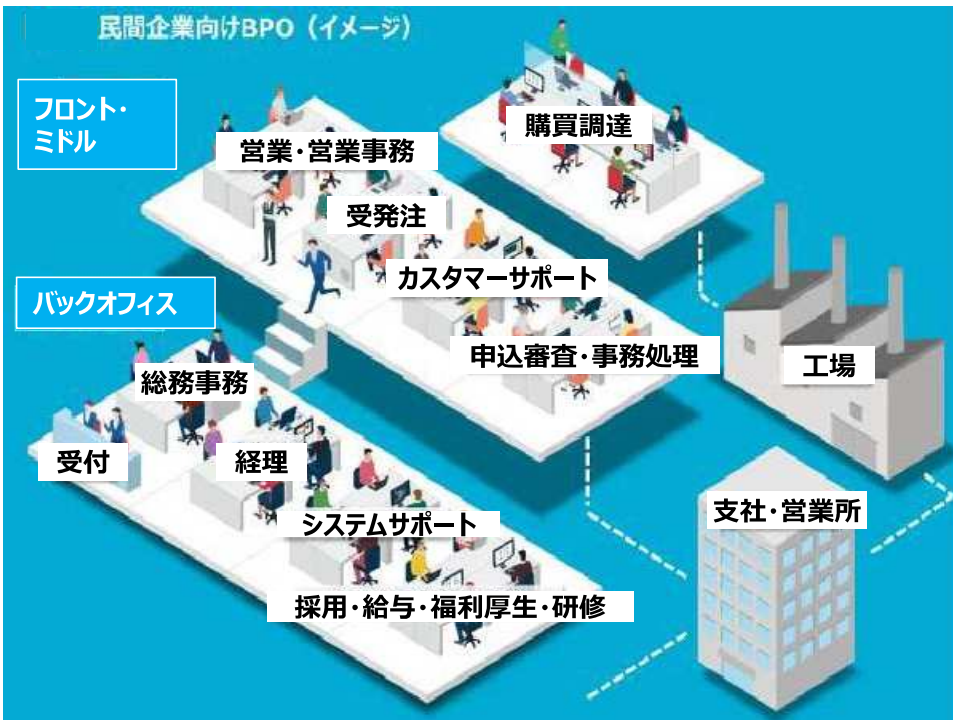 民間企業向けBPO（イメージ）
フロント・
ミドル
購買調達
営業・営業事務
受発注
カスタマーサポート
バックオフィス
申込審査・事務処理
工場
総務事務
受付
経理
支社・営業所
システムサポート
採用・給与・福利厚生・研修